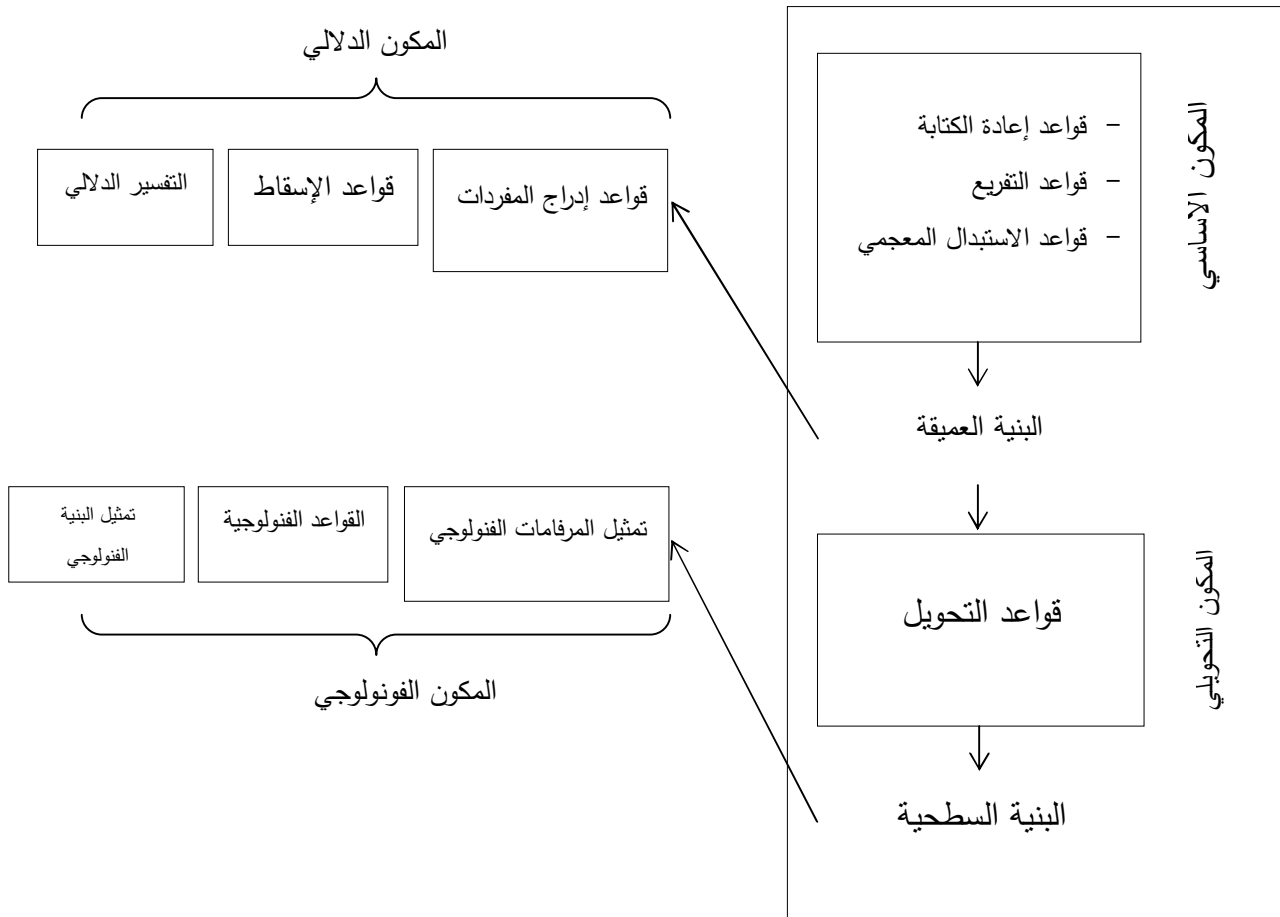 المكون الاساسي
- قواعد إعادة الكتابة
- قواعد التفريع
- قواعد الاستبدال المعجمي
البنية العميقة
المكون التحويلي
قواعد التحويل
البنية السطحية
المكون الدلالي
قواعد إدراج المفردات
قواعد الإسقاط
التفسير الدلالي
تمثيل المرفامات الفنولوجي
القواعد الفنولوجية
تمثيل البنية
الفنولوجي
المكون الفونولوجي